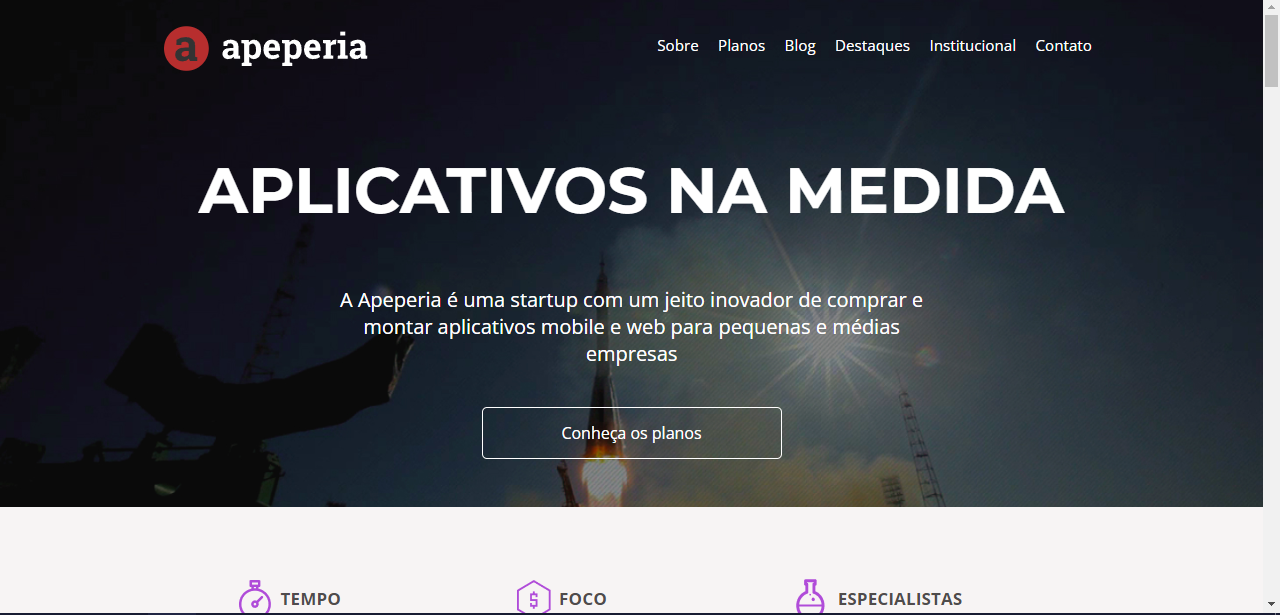 a apeperia
Sobre Planos Blog Destaques Institucional Contato
APLICATIVOS NA MEDIDA
A Apeperia é uma startup com um jeito inovador de comprar e
montar aplicativos mobile e web para pequenas e médias
empresas
Conheça os planos
$
TEMPO FOCO ESPECIALISTAS